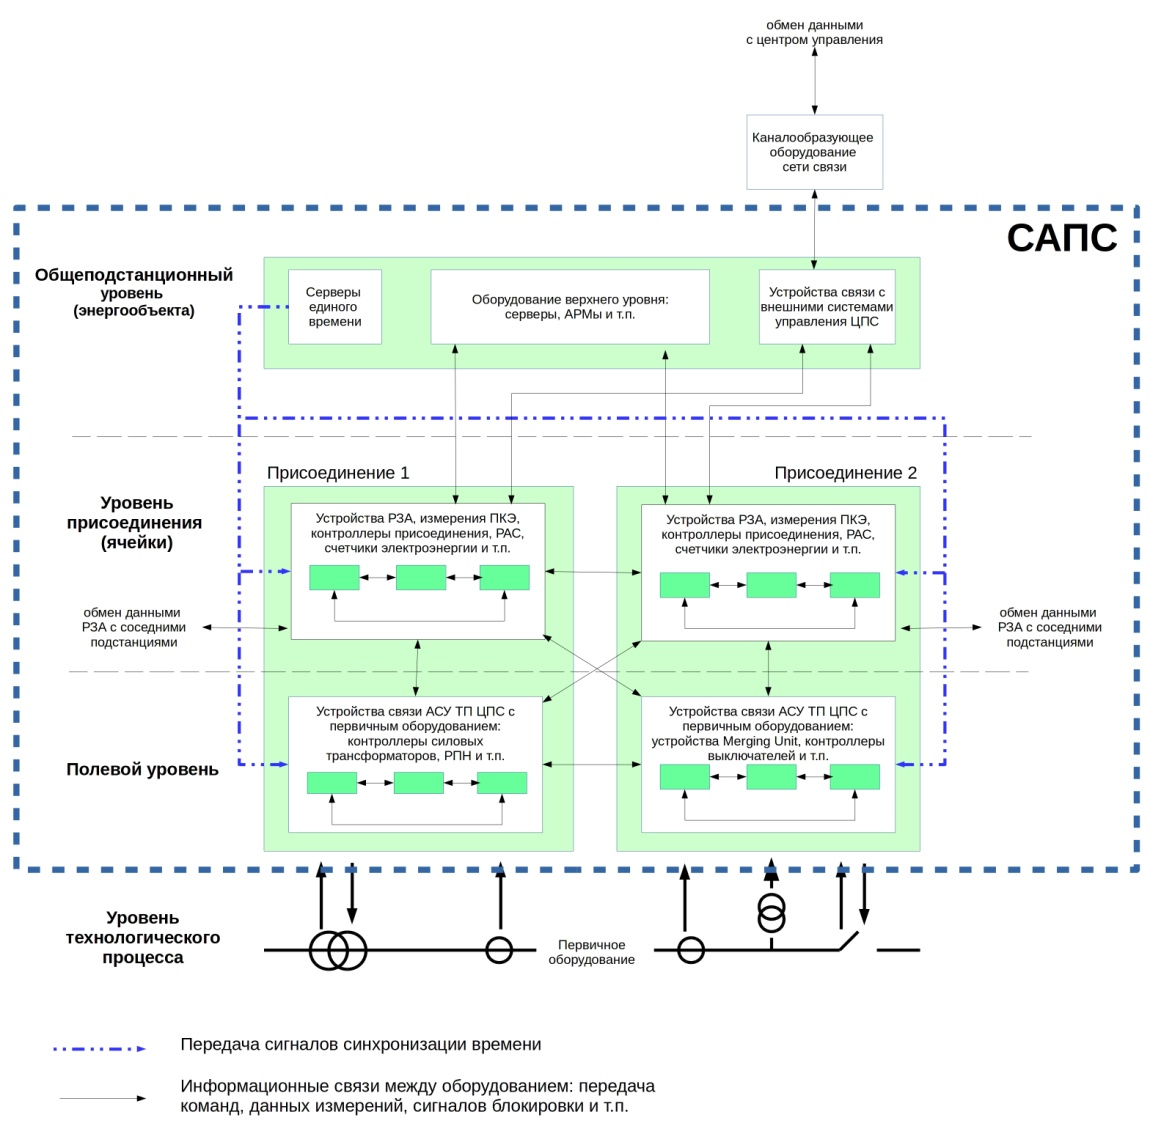 обмен данными
с центром управления
Каналообразующее
оборудование
сети связи
САПС
Общеподстанционный
уровень
(энергообъекта)
Серверы
единого
времени
Оборудование верхнего уровня:
серверы, АРМы и т.п.
Устройства связи с
внешними системами
управления ЦПС
Присоединение 1
Присоединение 2
Уровень
присоединения
(ячейки)
Устройства РЗА, измерения ПКЭ,
контроллеры присоединения, РАС,
счетчики электроэнергии и т.п.
Устройства РЗА, измерения ПКЭ,
контроллеры присоединения, РАС,
счетчики электроэнергии и т.п.
обмен данными
РЗА с соседними
подстанциями
обмен данными
РЗА с соседними
подстанциями
Полевой уровень
Устройства связи АСУ ТП ЦПС с
первичным оборудованием:
контроллеры силовых
трансформаторов, РПН и т.п.
Устройства связи АСУ ТП ЦПС с
первичным оборудованием:
устройства Merging Unit, контроллеры
выключателей и т.п.
Уровень
технологического
процесса
Первичное
оборудование
Передача сигналов синхронизации времени
Информационные связи между оборудованием: передача
команд, данных измерений, сигналов блокировки и т.п.